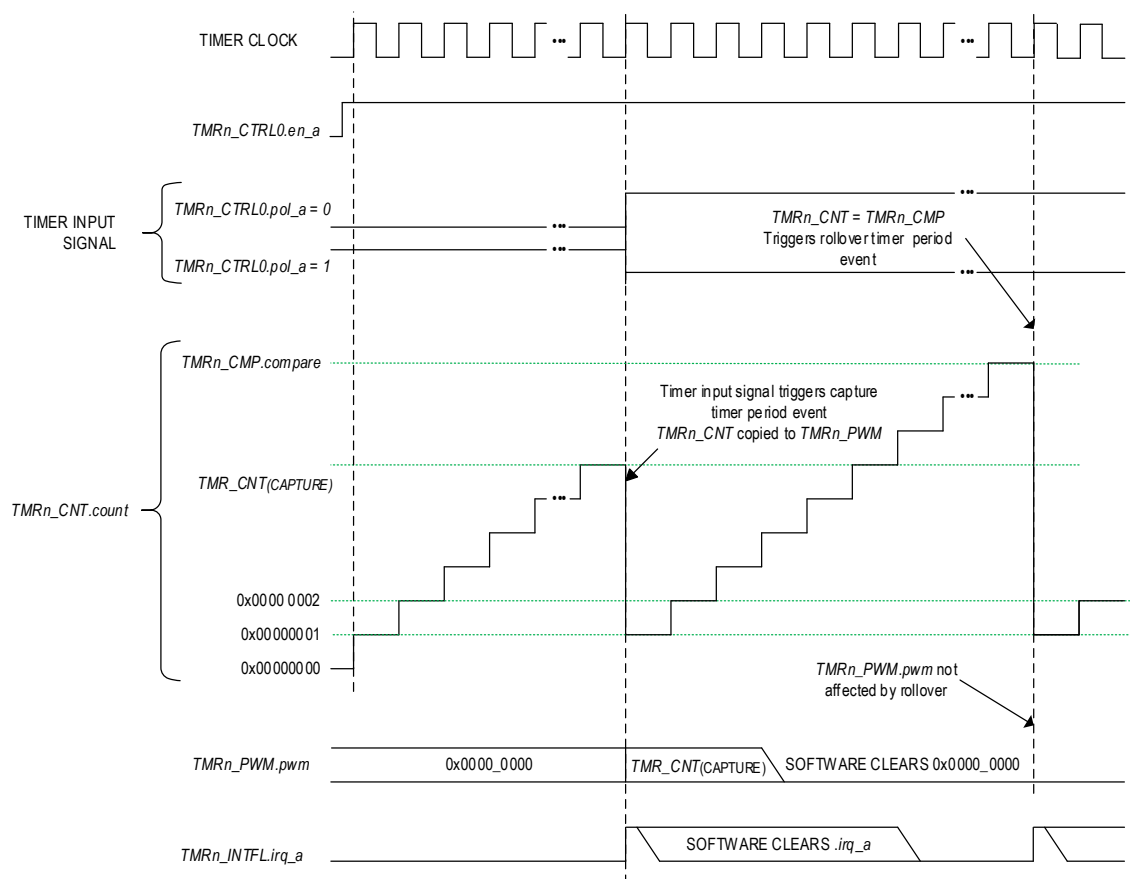 TIMER CLOCK
•••
•••
TMRn_CTRL0.en_a
TIMER INPUT
SIGNAL
TMRn_CTRL0.pol_a = 0
•••
•••
TMRn_CTRL0.pol_a = 1
•••
•••
TMRn_CNT = TMRn_CMP
Triggers rollover timer period
event
TMRn_CNT.count
TMRn_CMP.compare
TMR_CNT(CAPTURE)
•••
•••
Timer input signal triggers capture
timer period event
TMRn_CNT copied to TMRn_PWM
0x0000 0002
0x00000001
0x00000000
TMRn_PWM.pwm not
affected by rollover
TMRn_PWM.pwm
0x0000_0000
TMR_CNT(CAPTURE)
SOFTWARE CLEARS 0x0000_0000
TMRn_INTFL.irq_a
SOFTWARE CLEARS .irq_a